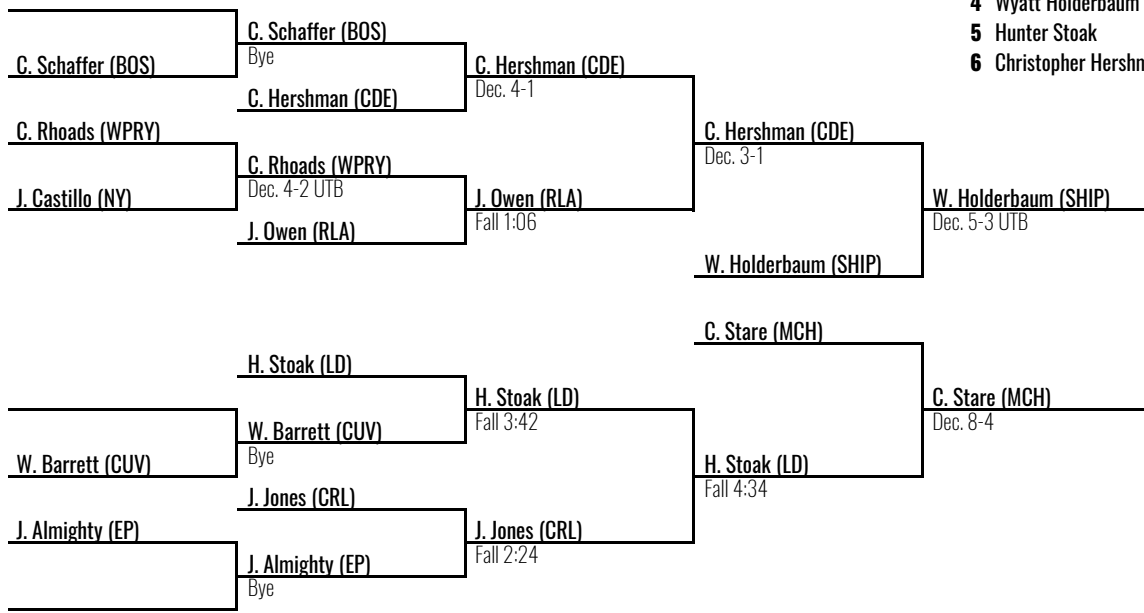 4 Wyatt Holderbaum
5 Hunter Stoak
6 Christopher
C. Schaffer (BOS)
C. Schaffer (BOS)
Bye
C. Hershman (CDE)
C. Hershman (CDE)
Dec. 4-1
C. Rhoads (WPRY)
J. Castillo (NY)
C. Rhoads (WPRY)
Dec. 4-2 UTB
J. Owen (RLA)
J. Owen (RLA)
Fall 1:06
C. Hershman (CDE)
Dec. 3-1
W. Holderbaum (SHIP)
W. Holderbaum (SHIP)
Dec. 5-3 UTB
C. Stare (MCH)
C. Stare (MCH)
Dec. 8-4
H. Stoak (LD)
H. Stoak (LD)
Fall 3:42
W. Barrett (CUV)
W. Barrett (CUV)
Bye
H. Stoak (LD)
Fall 4:34
J. Jones (CRL)
J. Jones (CRL)
Fall 2:24
J. Almighty (EP)
J. Almighty (EP)
Bye